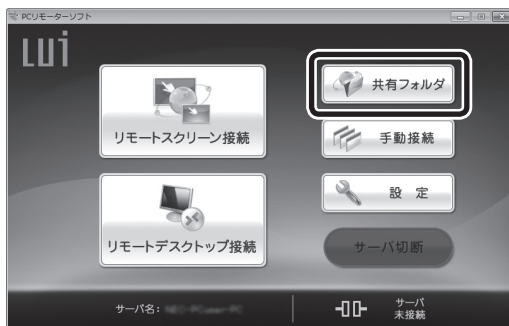 PCリモーターソフト
Lui
リモートスクリーン接続
共有フォルダ
手動接続
リモートデスクトップ接続
設 定
サーバ切断
サーバ名：
サーバ
未接続